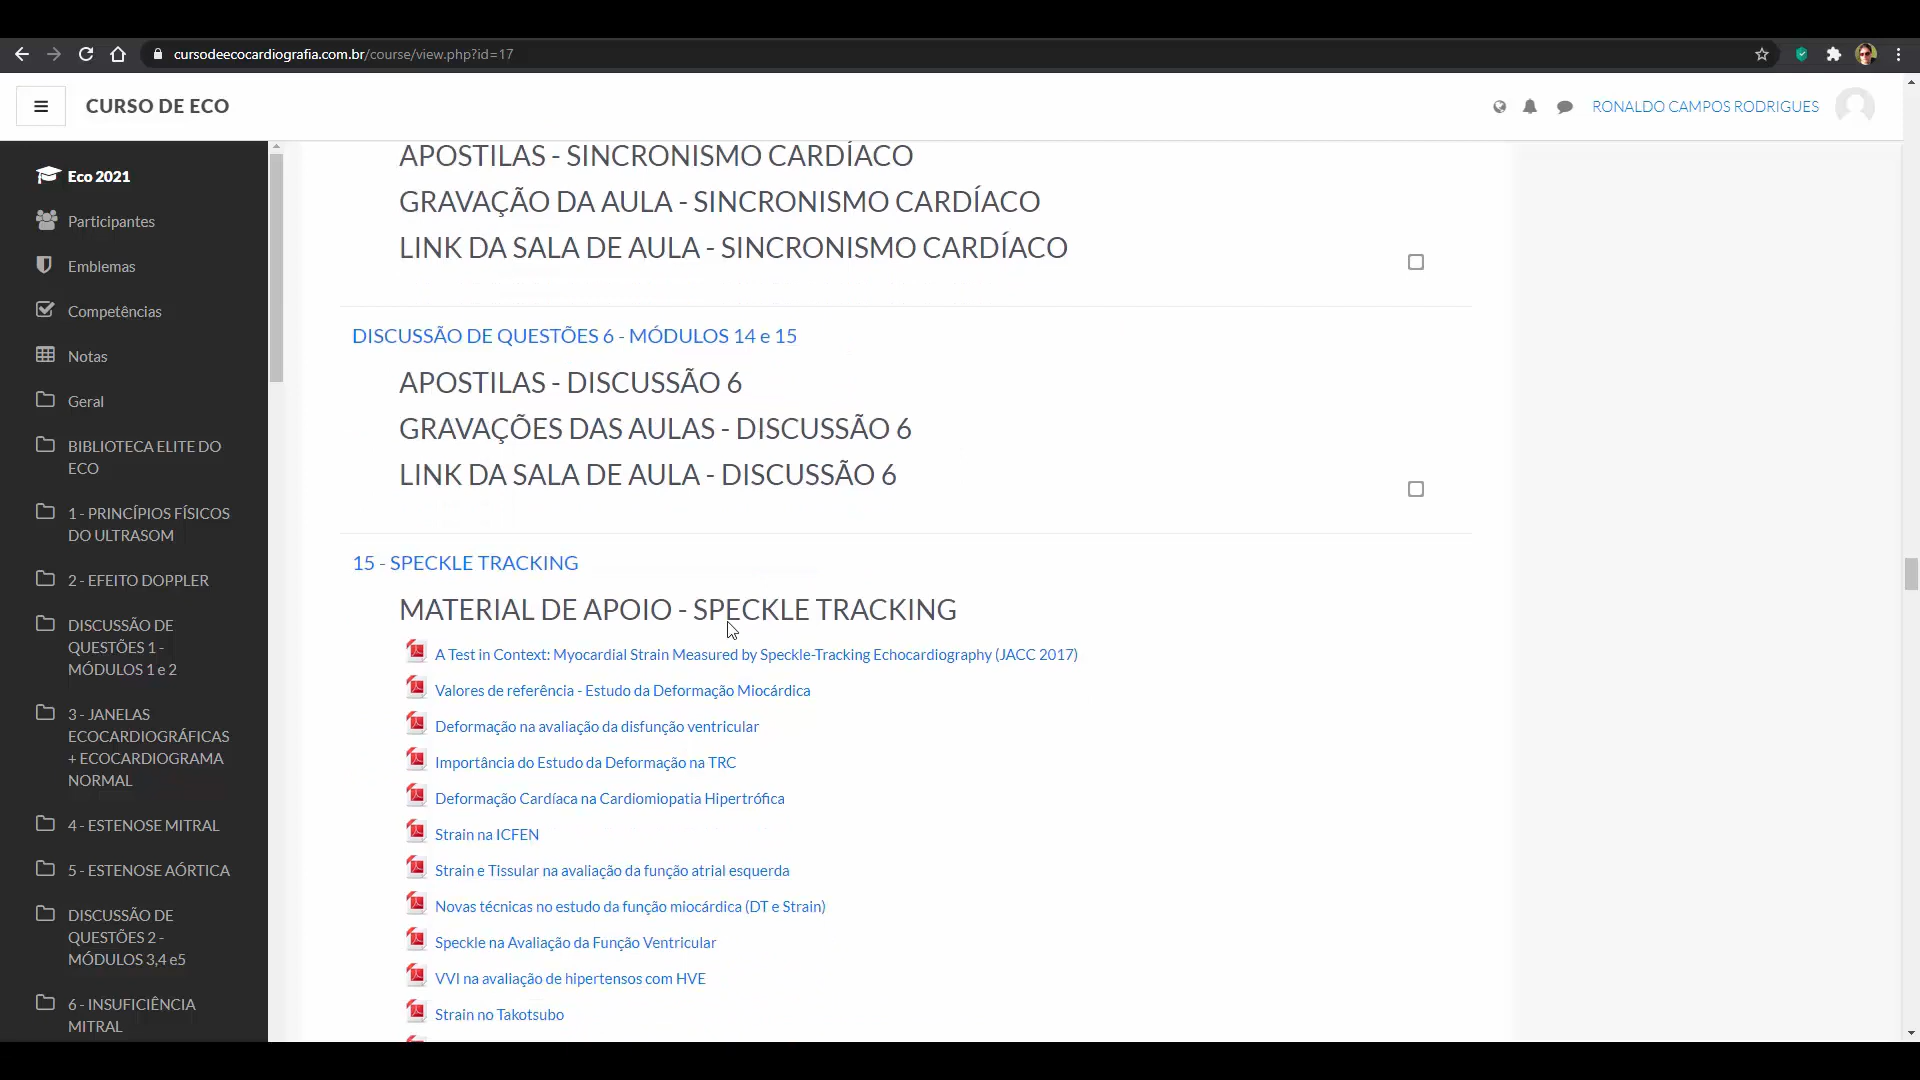 cursodeecocardiografia.com.br/course/view.php?id=17
CURSO DE ECO
RONALDO CAMPOS RODRIGUES
Eco 2021
Participantes
Emblemas
Competências
Notas
Geral
BIBLIOTECA ELITE DO
ECO
1 - PRINCÍPIOS FÍSICOS
DO ULTRASOM
2 - EFEITO DOPPLER
DISCUSSÃO DE
QUESTÕES 1 -
MÓDULOS 1 e 2
3 - JANELAS
ECOCARDIOGRÁFICAS
+ ECOCARDIOGRAMA
NORMAL
4 - ESTENOSE MITRAL
5 - ESTENOSE AÓRTICA
DISCUSSÃO DE
QUESTÕES 2 -
MÓDULOS 3,4 e5
6 - INSUFICIÊNCIA
MITRAL
APOSTILAS - SINCRONISMO CARDÍACO
GRAVAÇÃO DA AULA - SINCRONISMO CARDÍACO
LINK DA SALA DE AULA - SINCRONISMO CARDÍACO
DISCUSSÃO DE QUESTÕES 6 - MÓDULOS 14 e 15
APOSTILAS - DISCUSSÃO 6
GRAVAÇÕES DAS AULAS - DISCUSSÃO 6
LINK DA SALA DE AULA - DISCUSSÃO 6
15 - SPECKLE TRACKING
MATERIAL DE APOIO - SPECKLE TRACKING
A Test in Context: Myocardial Strain Measured by Speckle-Tracking Echocardiography (JACC 2017)
Valores de referência - Estudo da Deformação Miocárdica
Deformação na avaliação da disfunção ventricular
Importância do Estudo da Deformação na TRC
Deformação Cardíaca na Cardiomiopatia Hipertrófica
Strain na ICFEN
Strain e Tissular na avaliação da função atrial esquerda
Novas técnicas no estudo da função miocárdica (DT e Strain)
Speckle na Avaliação da Função Ventricular
VVI na avaliação de hipertensos com HVE
Strain no Takotsubo